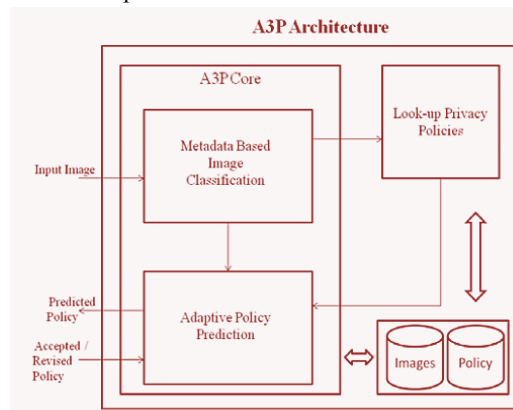 A3P Architecture
A3P Core
Metadata Based
Image
Classification
Look-up Privacy
Policies
Input Image
Predicted
Policy
Adaptive Policy
Prediction
Accepted /
Revised
Policy
Images
Policy